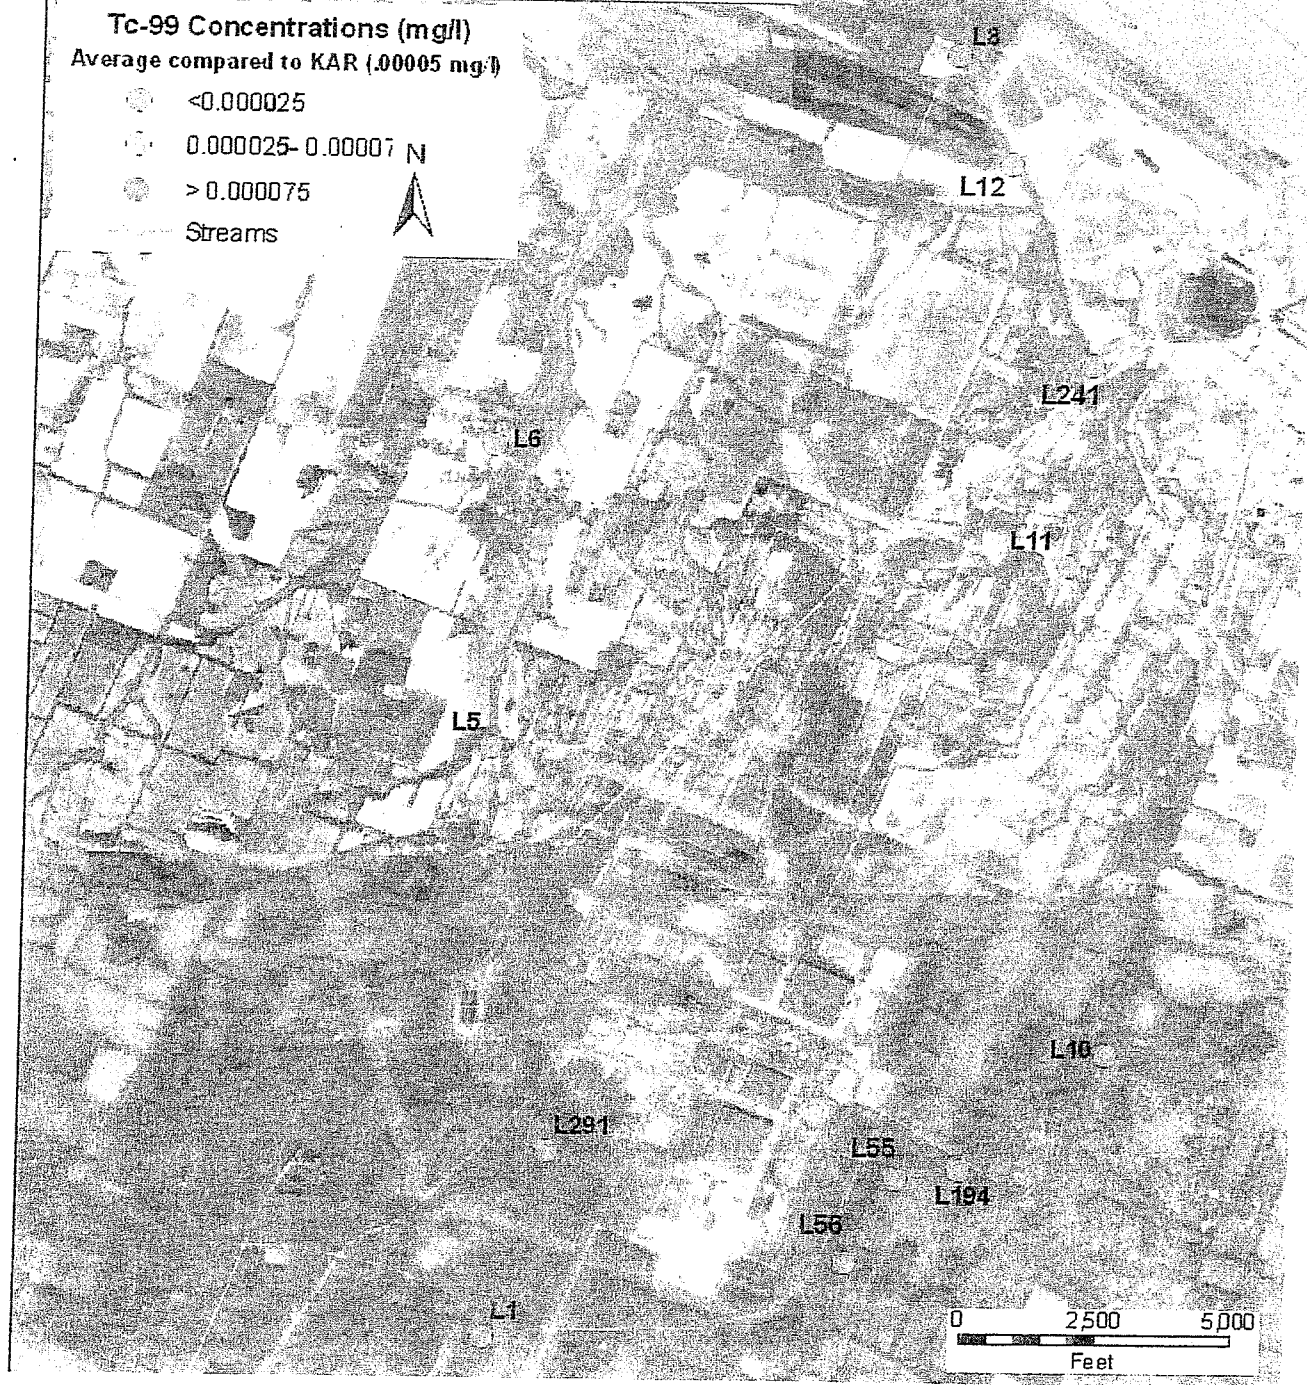 Tc-99 Concentrations (mg/l)
Average compared to KAR (.00005 mg/l)
<0.000025
0.000025- 0.00007
N
> 0.000075
Streams
L8
L12
L241
L6
L11
L5
L10
L291
L55
L194
L56
L1
0 2,500 5,000
Feet